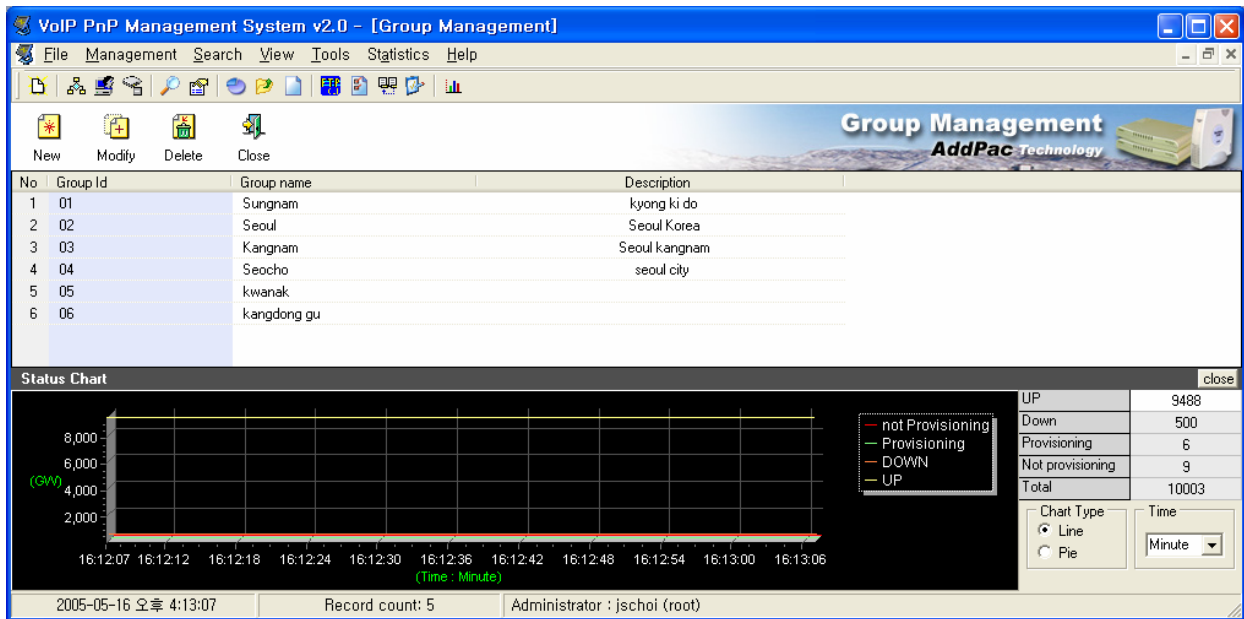 VoIP PnP Management System v2.0 - [Group Management]
File Management Search View Tools Statistics Help
New Modify Delete Close
Group Management
AddPac Technology
No Group Id Group name Description
1 01 Sungnam kyong ki do
2 02 Seoul Seoul Korea
3 03 Kangnam Seoul kangnam
4 04 Seocho seoul city
5 05 kwanak
6 06 kangdong gu
Status Chart close
8,000
6,000
(GW)
4,000
2,000
16:12:07 16:12:12 16:12:18 16:12:24 16:12:30 16:12:36 16:12:42 16:12:48 16:12:54 16:13:00 16:13:06
(Time : Minute)
not Provisioning
Provisioning
DOWN
UP
UP 9488
Down 500
Provisioning 6
Not provisioning 9
Total 10003
Chart Type
Line
Pie
Time
Minute
2005-05-16 오후 4:13:07 Record count: 5 Administrator : jschoi (root)